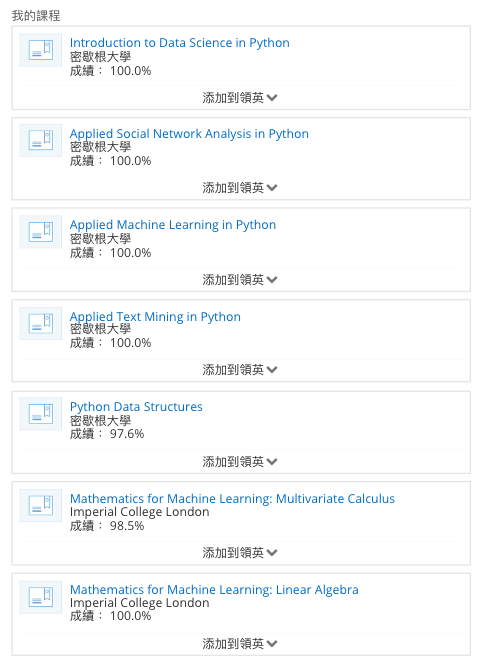 我的課程
Introduction to Data Science in Python
密歇根大學
成績： 100.0%
添加到領英
Applied Social Network Analysis in Python
密歇根大學
成績： 100.0%
添加到領英
Applied Machine Learning in Python
密歇根大學
成績： 100.0%
添加到領英
Applied Text Mining in Python
密歇根大學
成績： 100.0%
添加到領英
Python Data Structures
密歇根大學
成績： 97.6%
添加到領英
Mathematics for Machine Learning: Multivariate Calculus
Imperial College London
成績： 98.5%
添加到領英
Mathematics for Machine Learning: Linear Algebra
Imperial College London
成績： 100.0%
添加到領英